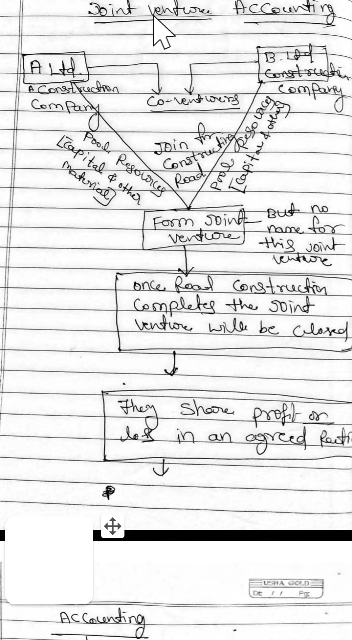 Joint venture Accounting
A Ltd.
A Construction
Company
B. Ltd
Construction
Company
Co-venturers
Join for
Construction
Road
Pool Resources
[Capital & other
material]
Pool Resources
[Capital & other]
Form Joint
venture
But no
name for
this Joint
venture
once Road Construction
completes the Joint
venture will be closed
They share profit or
loss in an agreed Rati
USHA GOLD
Dt / / Pg:
Accounting